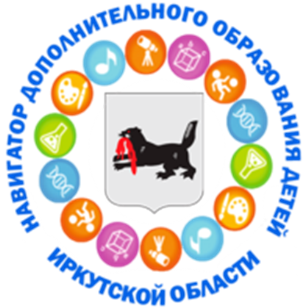 НАВИГАТОР ДОПОЛНИТЕЛЬНОГО ОБРАЗОВАНИЯ ДЕТЕЙ
ИРКУТСКОЙ ОБЛАСТИ